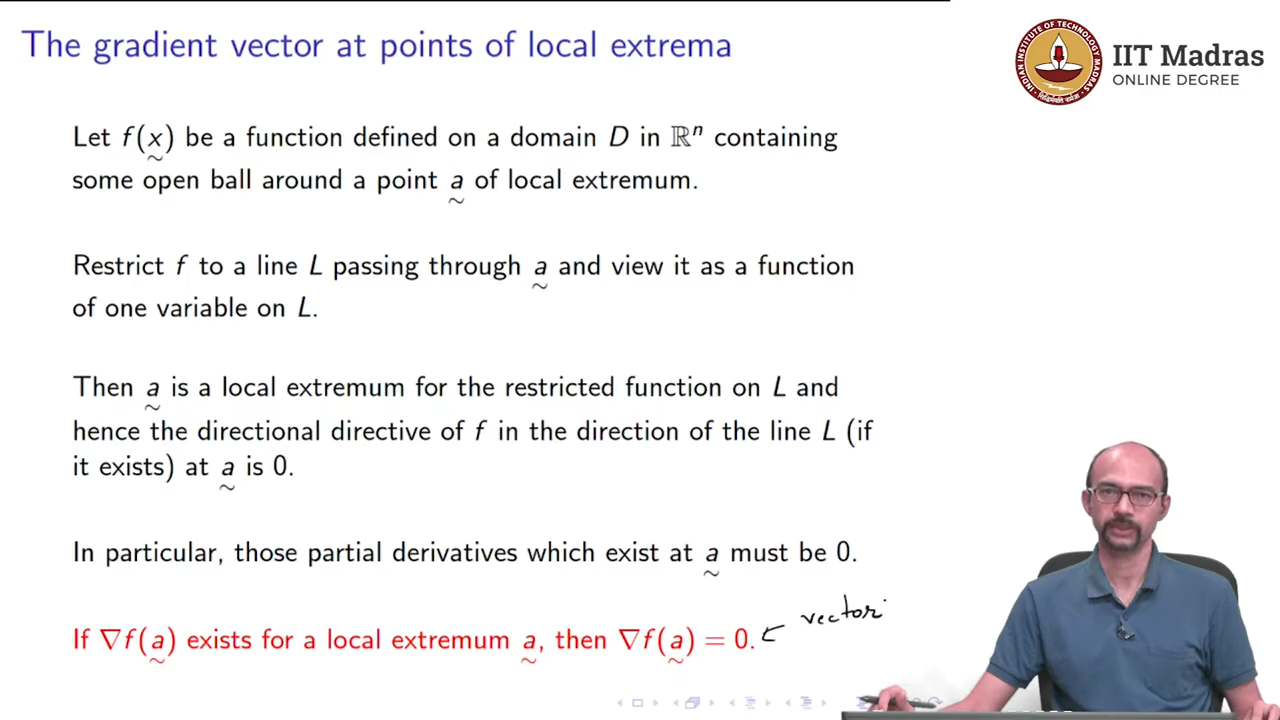 The gradient vector at points of local extrema
IIT Madras
ONLINE DEGREE
Let f(x) be a function defined on a domain D in ℝⁿ containing
some open ball around a point a of local extremum.
Restrict f to a line L passing through a and view it as a function
of one variable on L.
Then a is a local extremum for the restricted function on L and
hence the directional directive of f in the direction of the line L (if
it exists) at a is 0.
In particular, those partial derivatives which exist at a must be 0.
If ∇f(a) exists for a local extremum a, then ∇f(a) = 0. ← vector